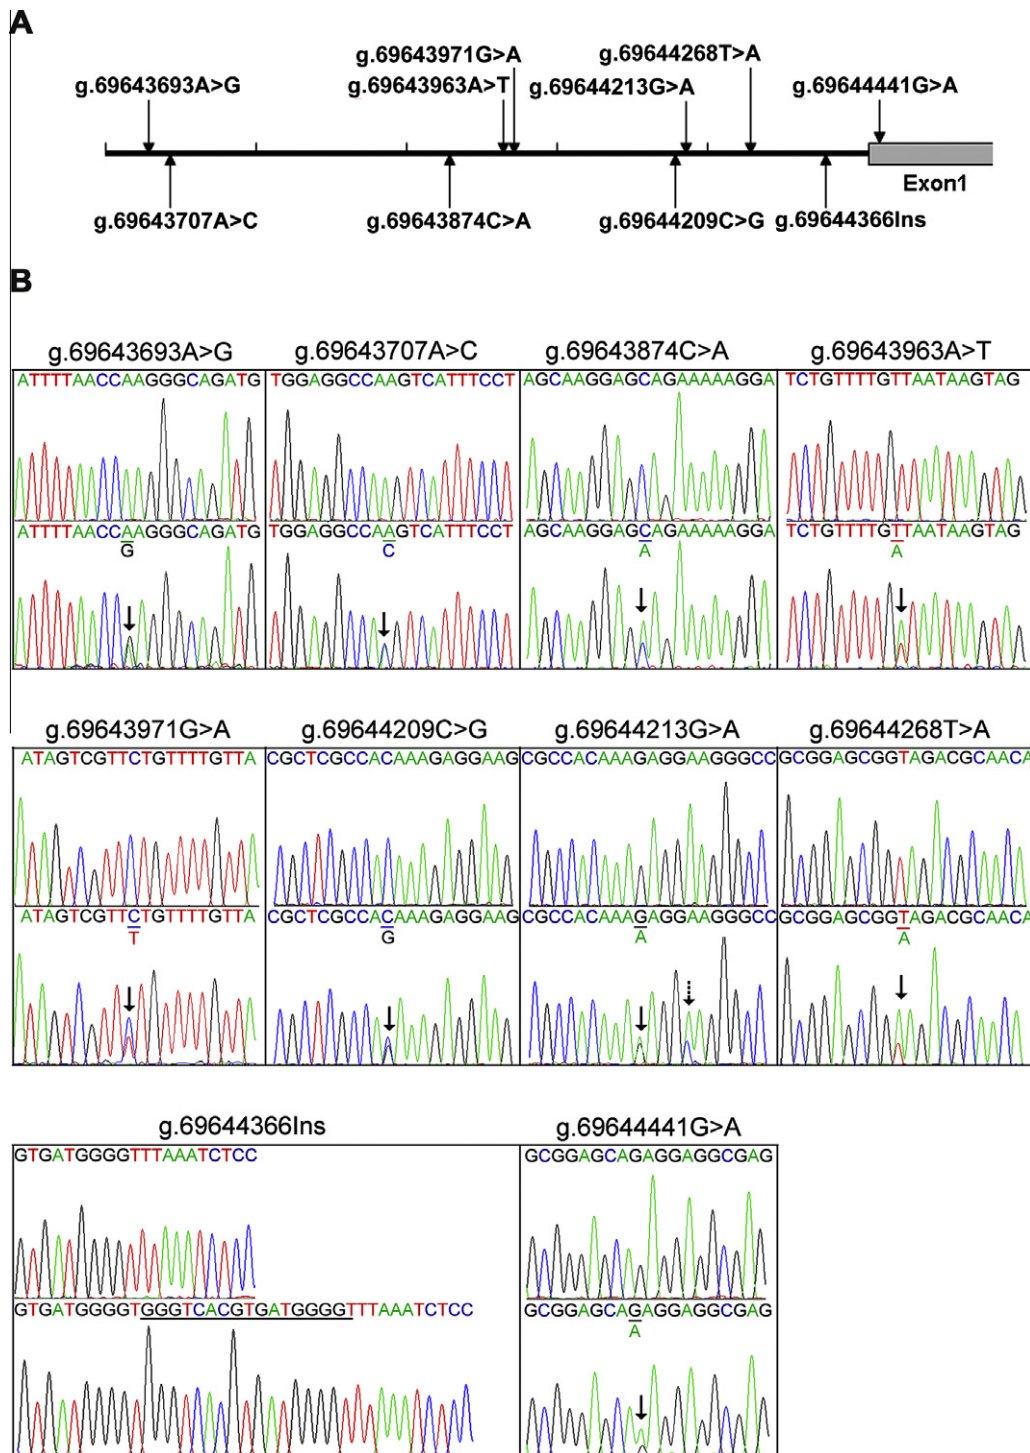 A
g.69643971G>A
g.69644268T>A
g.69643693A>G
g.69643963A>T
g.69644213G>A
g.69644441G>A
Exon1
g.69643707A>C
g.69643874C>A
g.69644209C>G
g.69644366Ins
B
g.69643693A>G
g.69643707A>C
g.69643874C>A
g.69643963A>T
ATTTTAACCAAGGGCAGATG
TGGAGGCCAAGTCATTTCCT
AGCAAGGAGCAGAAAAAGGA
TCTGTTTTGTTAATAAGTAG
ATTTTAACCAAGGGCAGATG
TGGAGGCCAAGTCATTTCCT
AGCAAGGAGCAGAAAAAGGA
TCTGTTTTGTTAATAAGTAG
G
C
A
A
g.69643971G>A
g.69644209C>G
g.69644213G>A
g.69644268T>A
ATAGTCGTTCTGTTTTGTTA
CGCTCGCCACAAAGAGGAAG
CGCCACAAAGAGGAAGGGCC
GCGGAGCGGTAGACGCAACA
ATAGTCGTTCTGTTTTGTTA
CGCTCGCCACAAAGAGGAAG
CGCCACAAAGAGGAAGGGCC
GCGGAGCGGTAGACGCAACA
T
G
A
A
g.69644366Ins
g.69644441G>A
GTGATGGGGTTTAAATCTCC
GCGGAGCAGAGGAGGCGAG
GTGATGGGGTGGGTCACGTGATGGGGTTTAAATCTCC
GCGGAGCAGAGGAGGCGAG
A